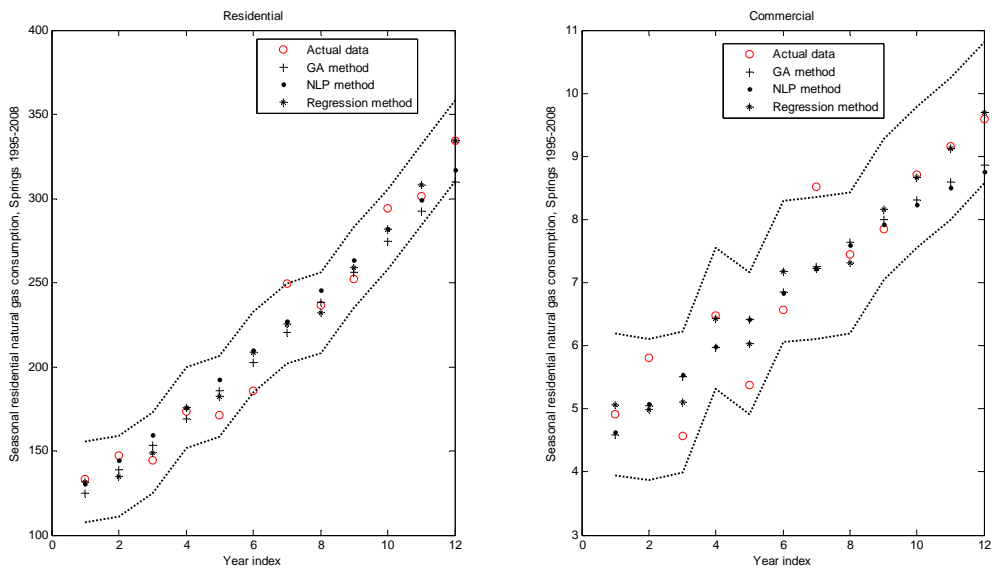 Residential
400
350
300
250
200
150
100
0
2
4
6
8
10
12
Year index
Seasonal residential natural gas consumption, Springs 1995-2008
Actual data
GA method
NLP method
Regression method
Commercial
11
10
9
8
7
6
5
4
3
0
2
4
6
8
10
12
Year index
Seasonal residential natural gas consumption, Springs 1995-2008
Actual data
GA method
NLP method
Regression method